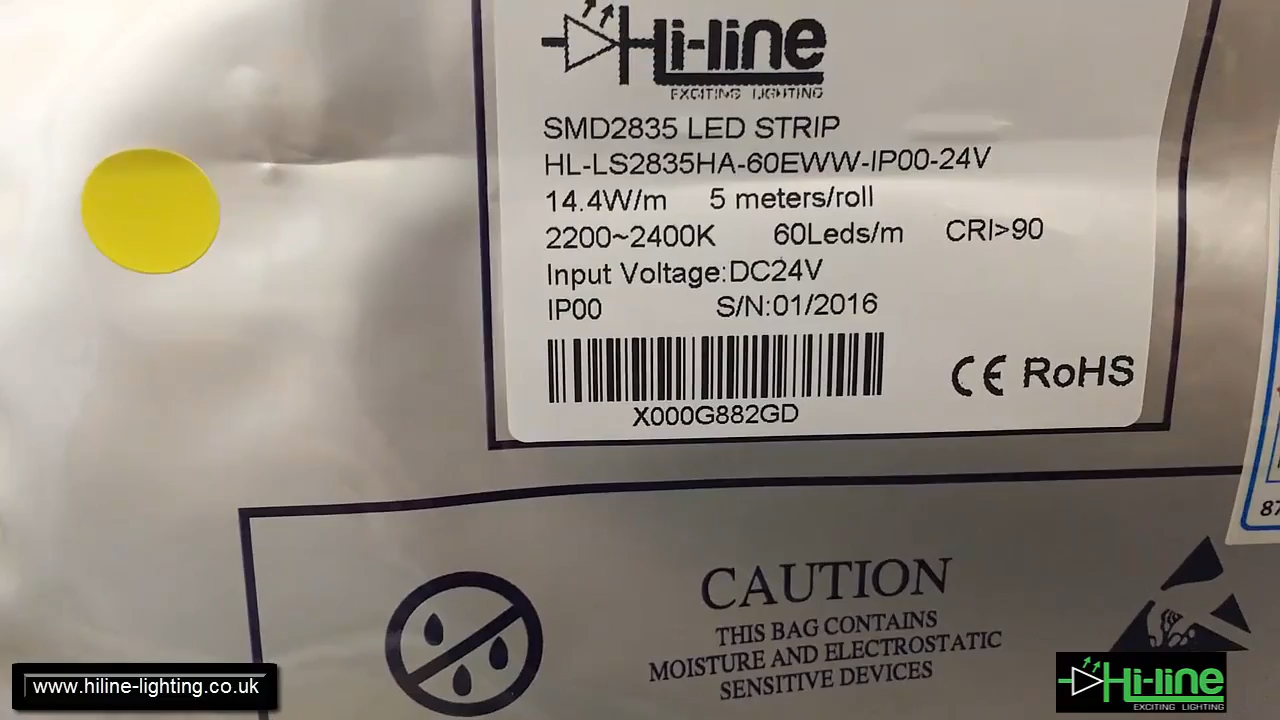 Hi-line
EXCITING LIGHTING
SMD2835 LED STRIP
HL-LS2835HA-60EWW-IP00-24V
14.4W/m 5 meters/roll
2200~2400K 60Leds/m CRI>90
Input Voltage:DC24V
IP00 S/N:01/2016
CE RoHS
X000G882GD
87
CAUTION
THIS BAG CONTAINS
MOISTURE AND ELECTROSTATIC
SENSITIVE DEVICES
www.hiline-lighting.co.uk
Hi-line
EXCITING LIGHTING